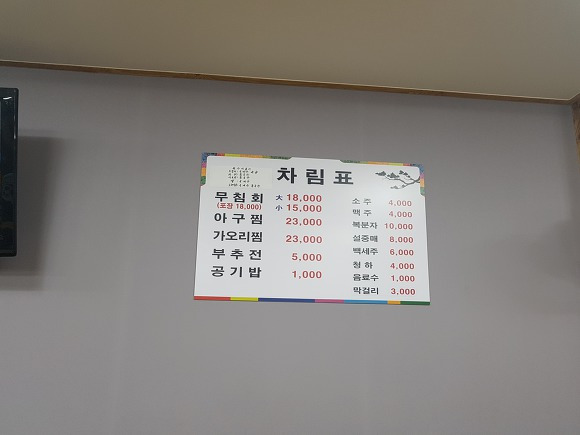 차림표
무침회 大 18,000
(포장 18,000) 小 15,000
아구찜 23,000
가오리찜 23,000
부추전 5,000
공기밥 1,000
소주 4,000
맥주 4,000
복분자 10,000
설중매 8,000
백세주 6,000
청하 4,000
음료수 1,000
막걸리 3,000